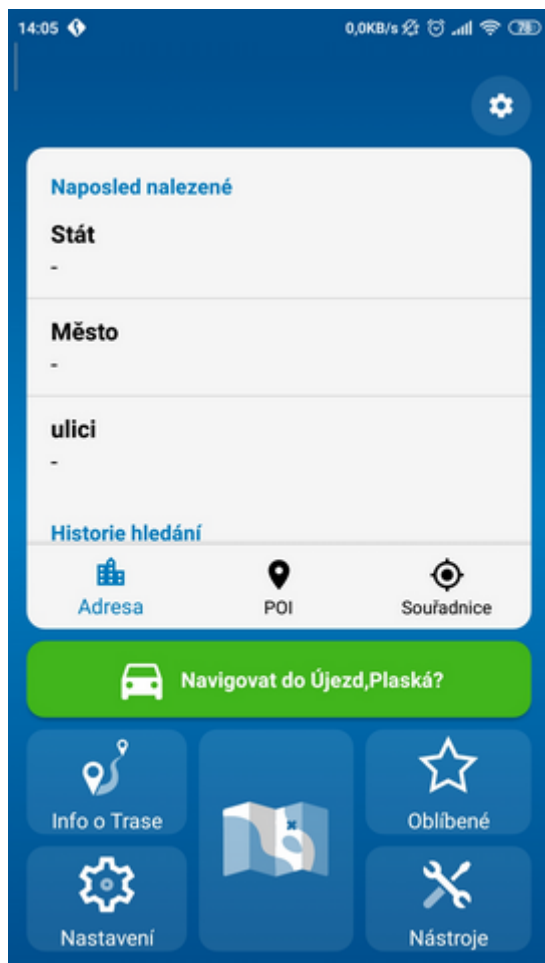 14:05 0,0KB/s 78
Naposled nalezené
Stát
-
Město
-
ulici
-
Historie hledání
Adresa POI Souřadnice
Navigovat do Újezd,Plaská?
Info o Trase Oblíbené
Nastavení Nástroje